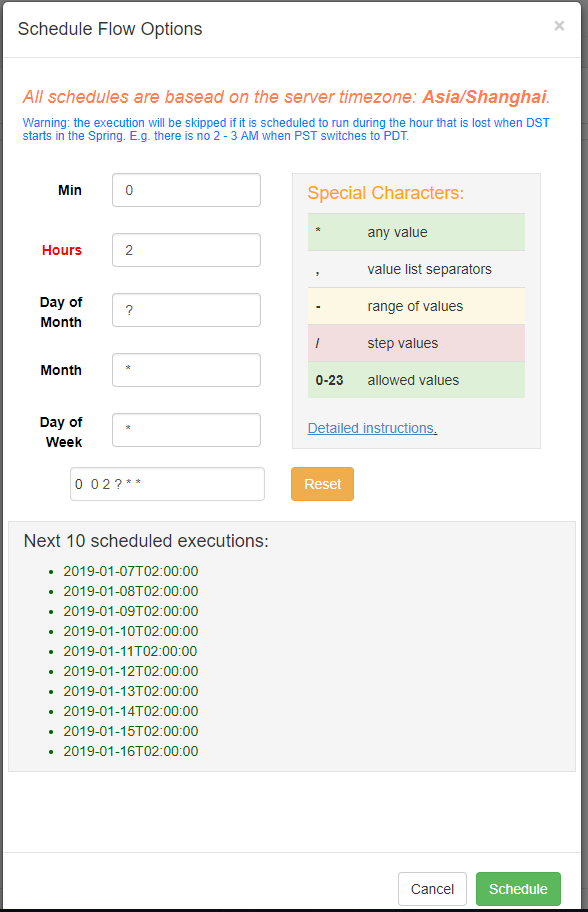 Schedule Flow Options
×
All schedules are basead on the server timezone: Asia/Shanghai.
Warning: the execution will be skipped if it is scheduled to run during the hour that is lost when DST
starts in the Spring. E.g. there is no 2 - 3 AM when PST switches to PDT.
Min
0
Hours
2
Day of
Month
?
Month
*
Day of
Week
*
0 0 2 ? * *
Special Characters:
* any value
, value list separators
- range of values
/ step values
0-23 allowed values
Detailed instructions.
Reset
Next 10 scheduled executions:
• 2019-01-07T02:00:00
• 2019-01-08T02:00:00
• 2019-01-09T02:00:00
• 2019-01-10T02:00:00
• 2019-01-11T02:00:00
• 2019-01-12T02:00:00
• 2019-01-13T02:00:00
• 2019-01-14T02:00:00
• 2019-01-15T02:00:00
• 2019-01-16T02:00:00
Cancel
Schedule